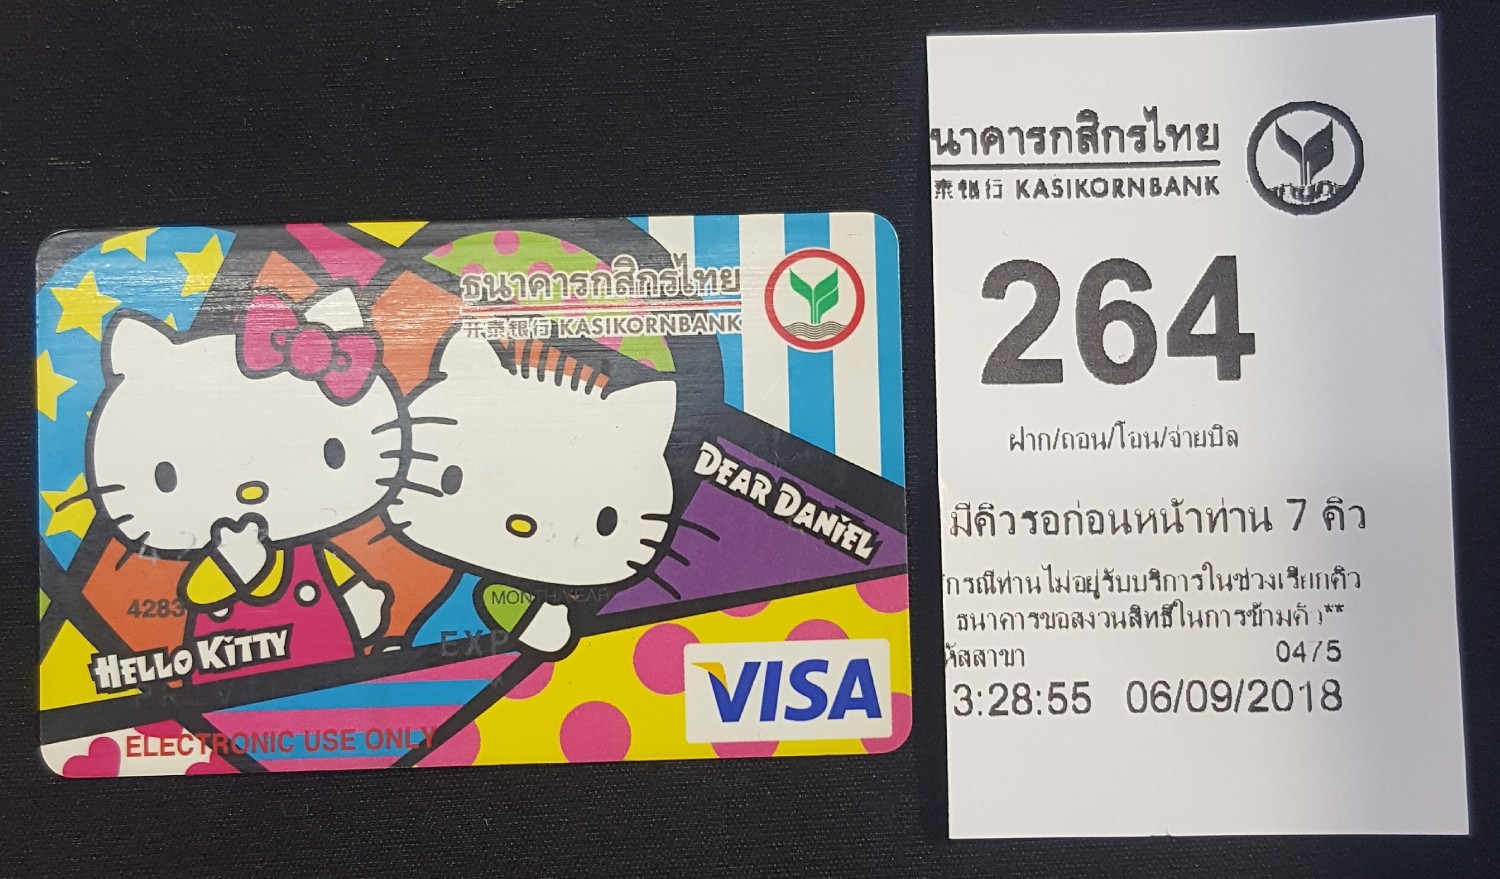 ธนาคารกสิกรไทย
开泰银行 KASIKORNBANK
DEAR DANIEL
4283
MONTH/YEAR
EXP
HELLO KITTY
VISA
ELECTRONIC USE ONLY
นาคารกสิกรไทย
泰银行 KASIKORNBANK
264
ฝาก/ถอน/โอน/จ่ายบิล
มีคิวรอก่อนหน้าท่าน 7 คิว
กรณีท่านไม่อยู่รับบริการในช่วงเรียกคิว
ธนาคารขอสงวนสิทธิ์ในการข้ามคิว**
หัสสาขา 0475
3:28:55 06/09/2018